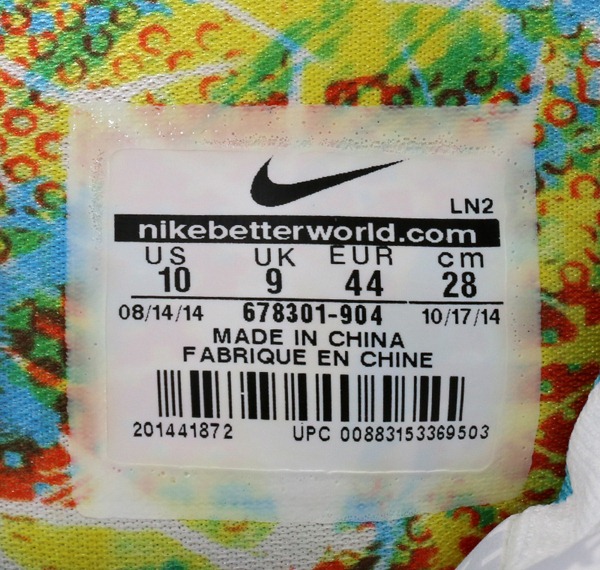 LN2
nikebetterworld.com
US UK EUR cm
10 9 44 28
08/14/14 678301-904 10/17/14
MADE IN CHINA
FABRIQUE EN CHINE
201441872 UPC 00883153369503